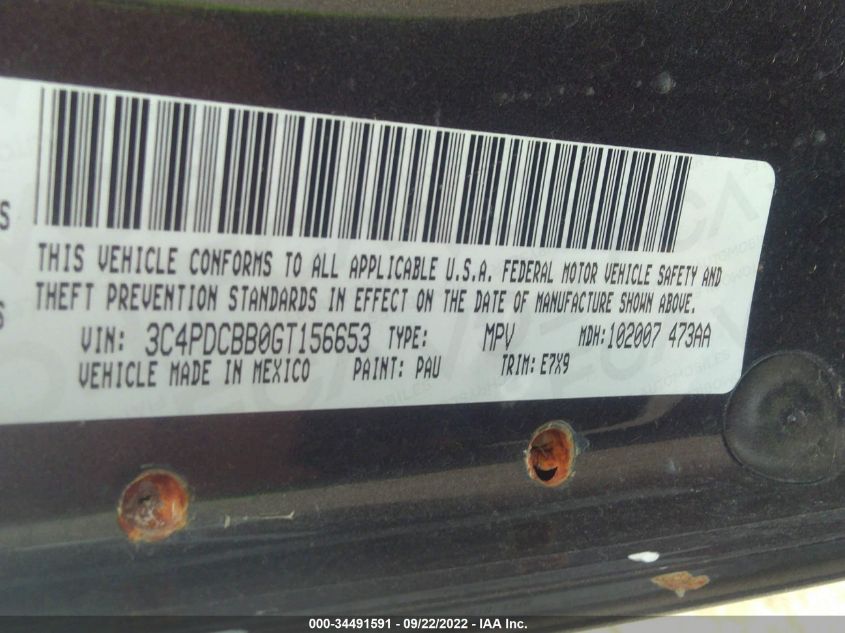 S
THIS VEHICLE CONFORMS TO ALL APPLICABLE U.S.A. FEDERAL MOTOR VEHICLE SAFETY AND
S
THEFT PREVENTION STANDARDS IN EFFECT ON THE DATE OF MANUFACTURE SHOWN ABOVE.
VIN: 3C4PDCBB0GT156653 TYPE: MPV MDH: 102007 473AA
VEHICLE MADE IN MEXICO PAINT: PAU TRIM: E7X9
000-34491591 - 09/22/2022 - IAA Inc.